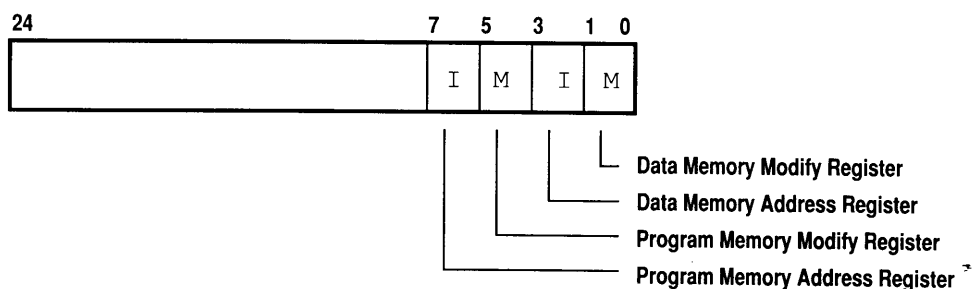 24 7 5 3 1 0
I M I M
Data Memory Modify Register
Data Memory Address Register
Program Memory Modify Register
Program Memory Address Register